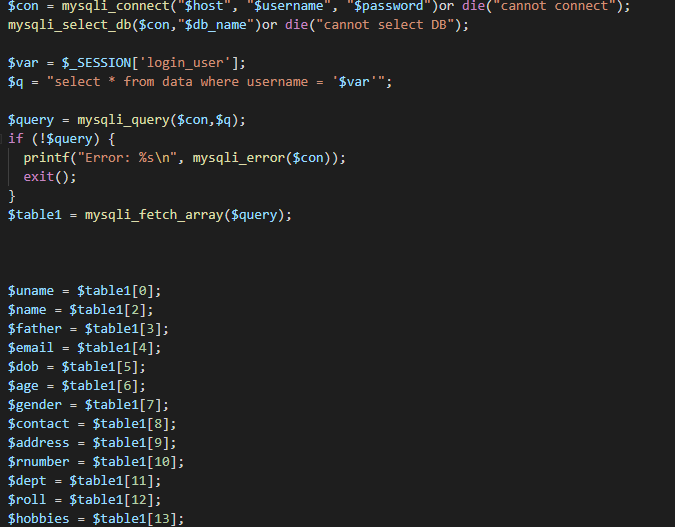 $con = mysqli_connect("$host", "$username", "$password")or die("cannot connect");
mysqli_select_db($con,"$db_name")or die("cannot select DB");
$var = $_SESSION['login_user'];
$q = "select * from data where username = '$var'";
$query = mysqli_query($con,$q);
if (!$query) {
printf("Error: %s\n", mysqli_error($con));
exit();
}
$table1 = mysqli_fetch_array($query);
$uname = $table1[0];
$name = $table1[2];
$father = $table1[3];
$email = $table1[4];
$dob = $table1[5];
$age = $table1[6];
$gender = $table1[7];
$contact = $table1[8];
$address = $table1[9];
$rnumber = $table1[10];
$dept = $table1[11];
$roll = $table1[12];
$hobbies = $table1[13];